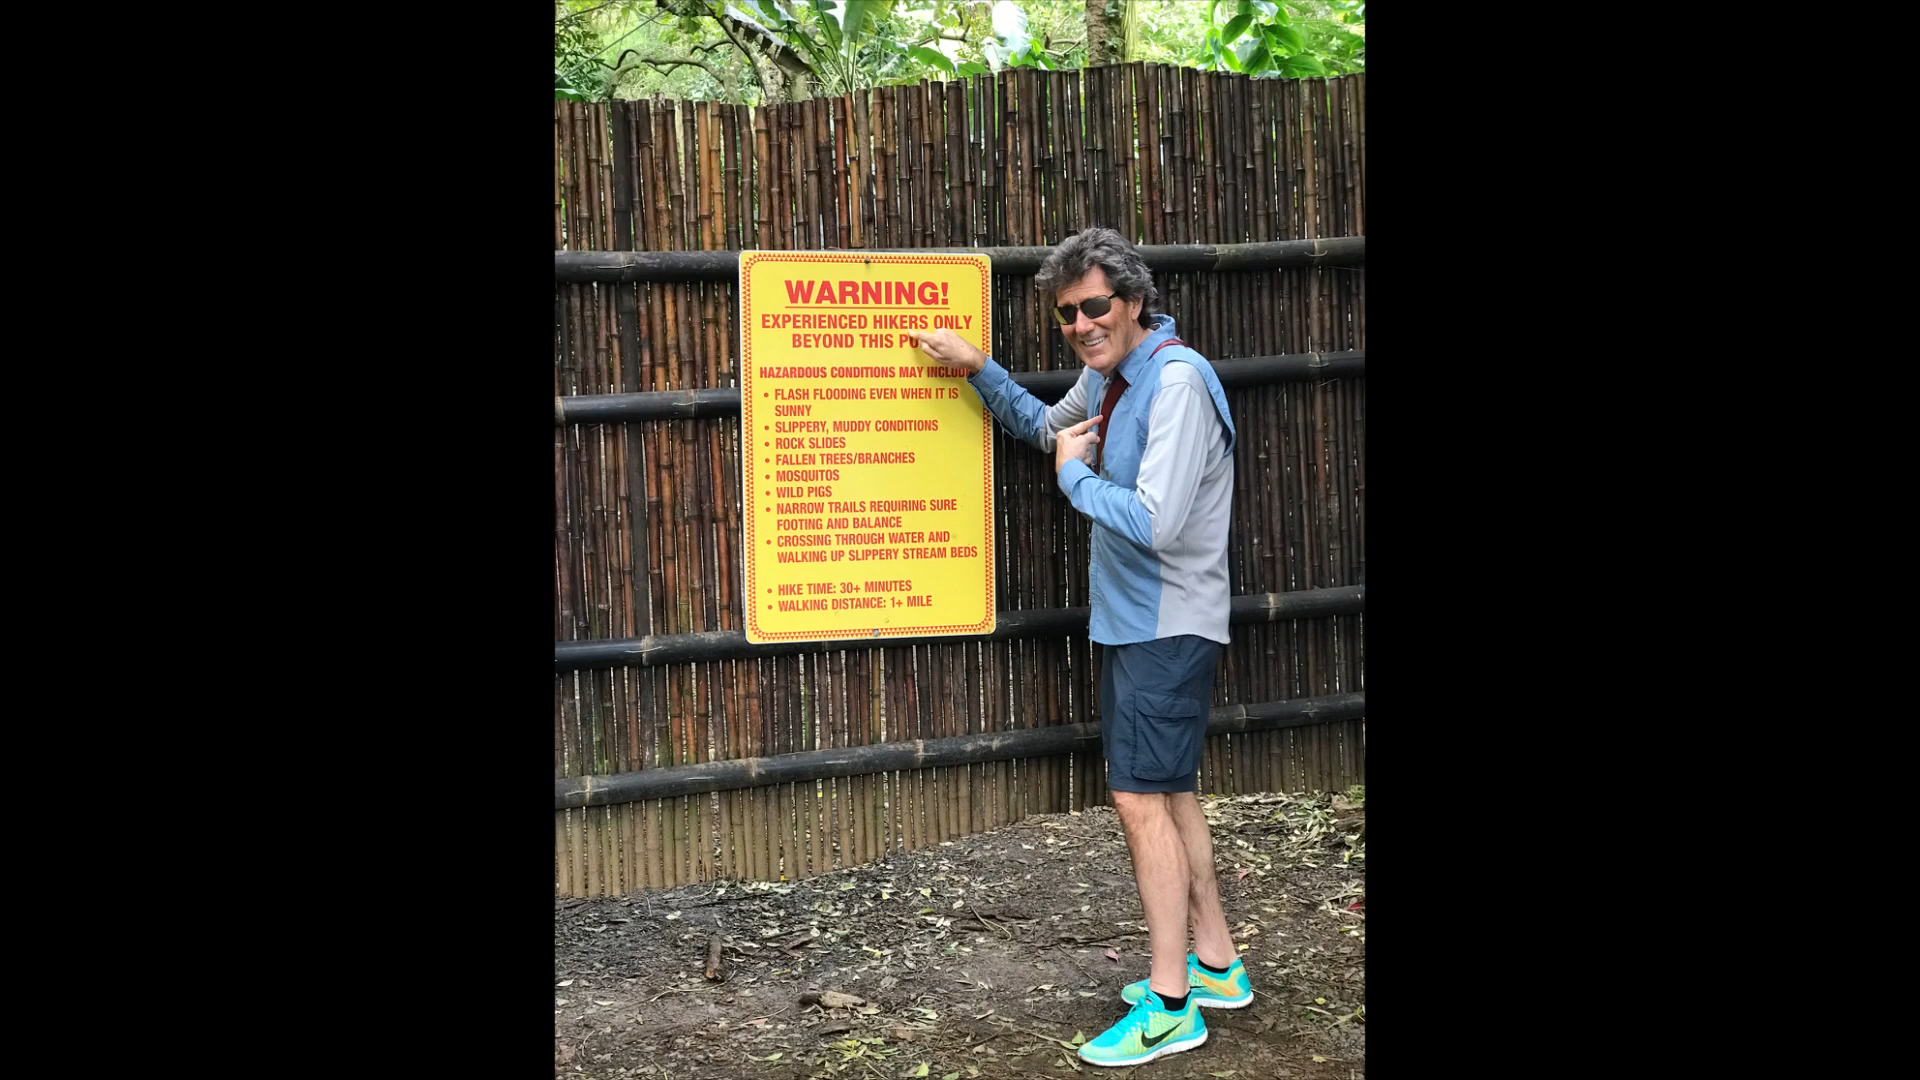 WARNING!
EXPERIENCED HIKERS ONLY
BEYOND THIS
HAZARDOUS CONDITIONS MAY INCLUDE
• FLASH FLOODING EVEN WHEN IT IS
SUNNY
• SLIPPERY, MUDDY CONDITIONS
• ROCK SLIDES
• FALLEN TREES/BRANCHES
• MOSQUITOS
• WILD PIGS
• NARROW TRAILS REQUIRING SURE
FOOTING AND BALANCE
• CROSSING THROUGH WATER AND
WALKING UP SLIPPERY STREAM BEDS
• HIKE TIME: 30+ MINUTES
• WALKING DISTANCE: 1+ MILE